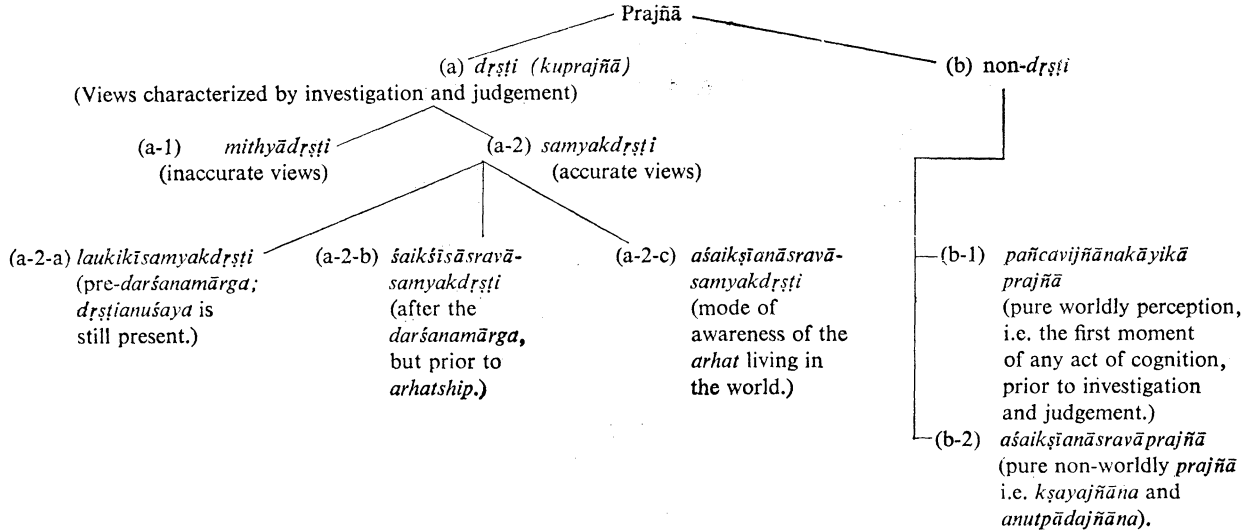 Prajñā
(a) dṛṣṭi (kuprajñā)
(Views characterized by investigation and judgement)
(b) non-dṛṣṭi
(a-1) mithyādṛṣṭi
(inaccurate views)
(a-2) samyakdṛṣṭi
(accurate views)
(a-2-a) laukikīsamyakdṛṣṭi
(pre-darśanamārga;
dṛṣṭianuśaya is
still present.)
(a-2-b) śaikśīsāsravā-
samyakdṛṣṭi
(after the
darśanamārga,
but prior to
arhatship.)
(a-2-c) aśaikṣīanāsravā-
samyakdṛṣṭi
(mode of
awareness of the
arhat living in
the world.)
(b-1) pañcavijñānakāyikā
prajñā
(pure worldly perception,
i.e. the first moment
of any act of cognition,
prior to investigation
and judgement.)
(b-2) aśaikṣīanāsravāprajñā
(pure non-worldly prajñā
i.e. kṣayajñāna and
anutpādajñāna).